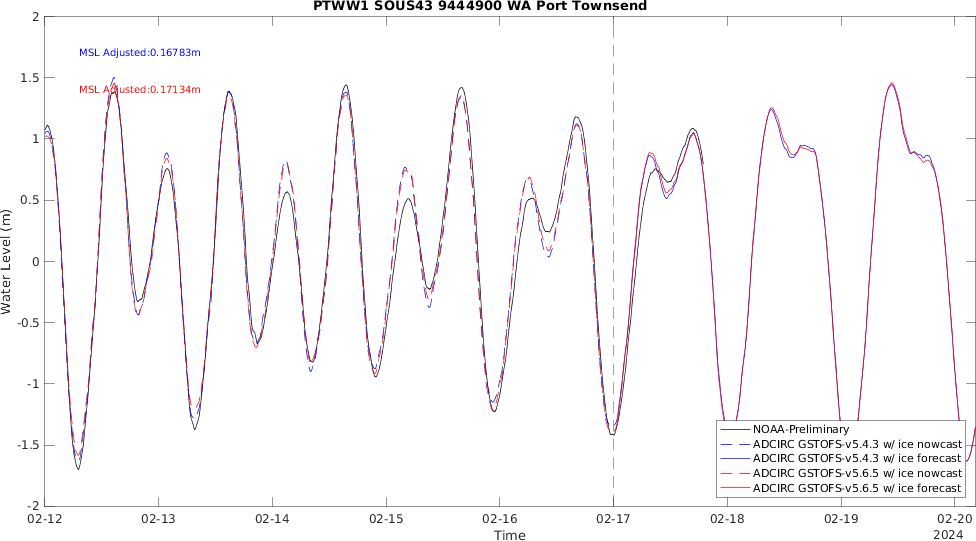 PTWW1 SOUS43 9444900 WA Port Townsend
MSL Adjusted:0.16783m
MSL Adjusted:0.17134m
Water Level (m)
2
1.5
1
0.5
0
-0.5
-1
-1.5
-2
NOAA-Preliminary
ADCIRC GSTOFS-v5.4.3 w/ ice nowcast
ADCIRC GSTOFS-v5.4.3 w/ ice forecast
ADCIRC GSTOFS-v5.6.5 w/ ice nowcast
ADCIRC GSTOFS-v5.6.5 w/ ice forecast
02-12 02-13 02-14 02-15 02-16 02-17 02-18 02-19 02-20
Time
2024